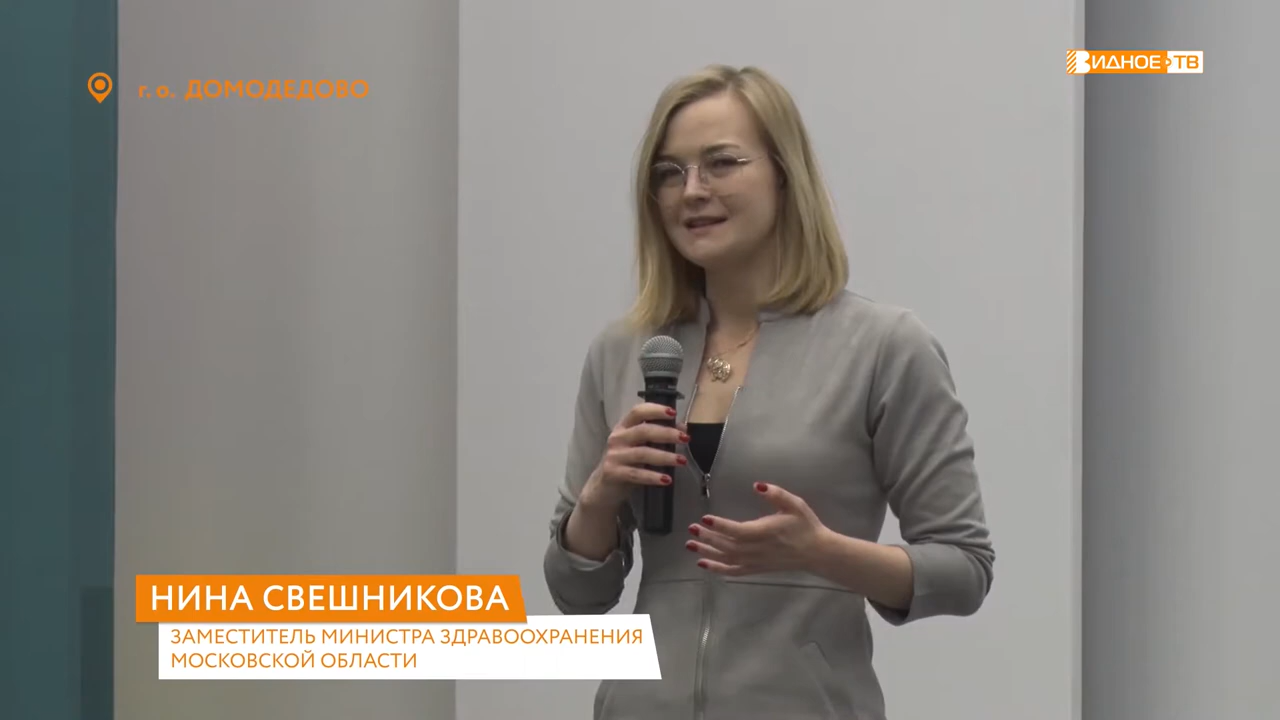 г. о. ДОМОДЕДОВО
ВИДНОЕ ТВ
НИНА СВЕШНИКОВА
ЗАМЕСТИТЕЛЬ МИНИСТРА ЗДРАВООХРАНЕНИЯ
МОСКОВСКОЙ ОБЛАСТИ